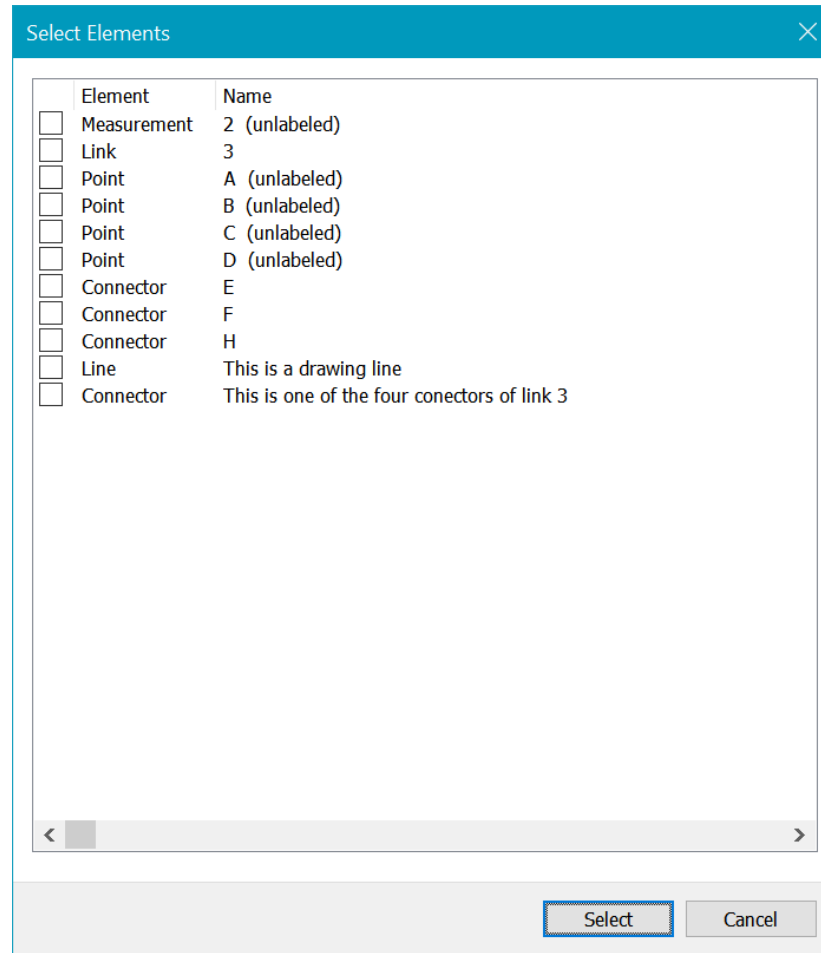 Select Elements
Element Name
Measurement 2 (unlabeled)
Link 3
Point A (unlabeled)
Point B (unlabeled)
Point C (unlabeled)
Point D (unlabeled)
Connector E
Connector F
Connector H
Line This is a drawing line
Connector This is one of the four conectors of link 3
Select Cancel